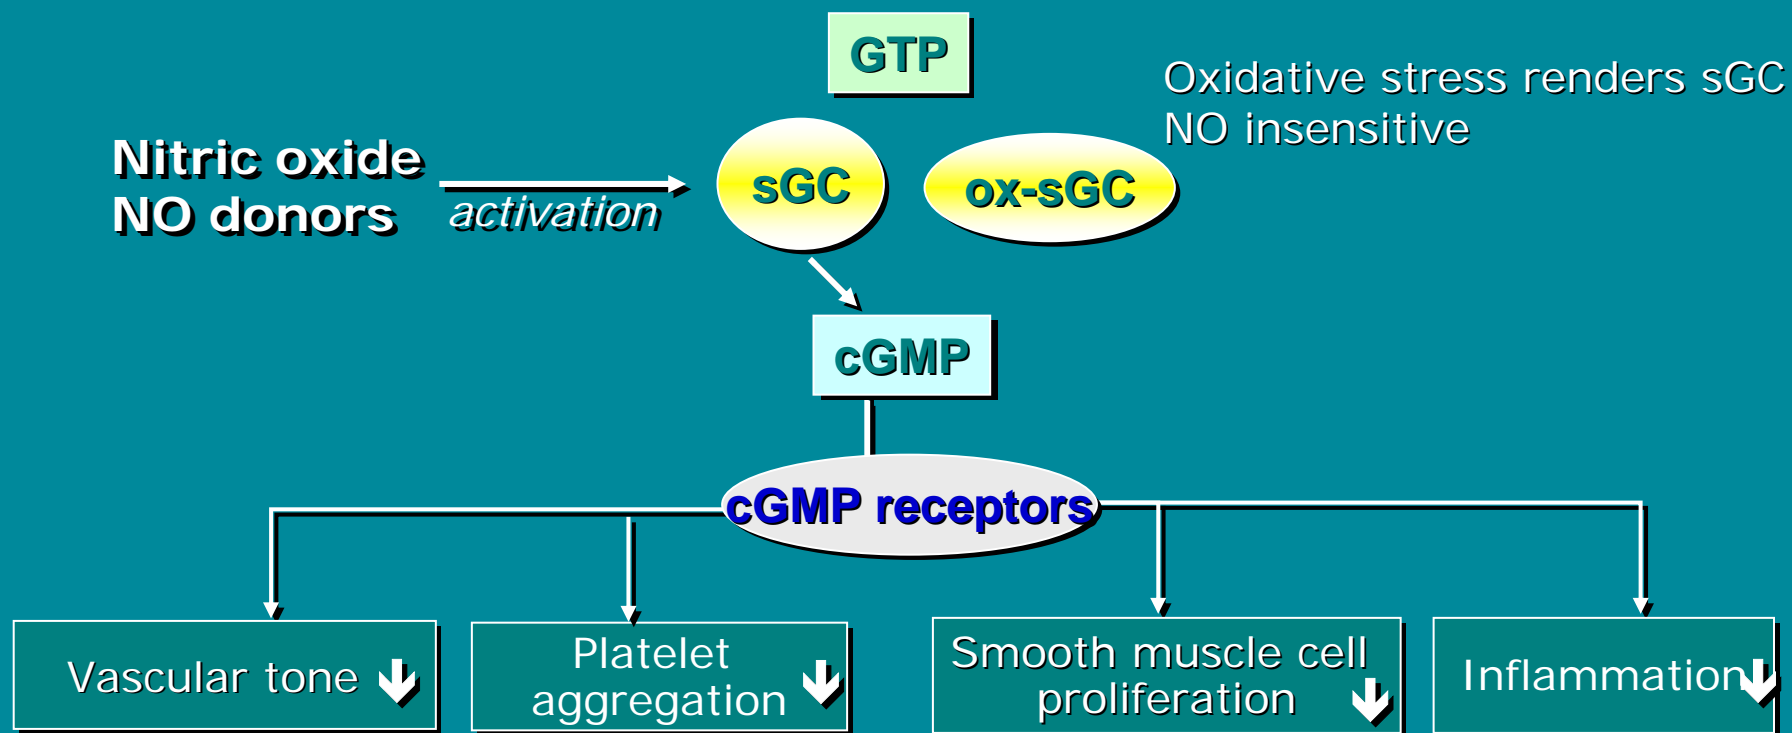 GTP
Oxidative stress renders sGC
NO insensitive
Nitric oxide
NO donors
activation
sGC
ox-sGC
cGMP
cGMP receptors
Vascular tone
Platelet
aggregation
Smooth muscle cell
proliferation
Inflammation